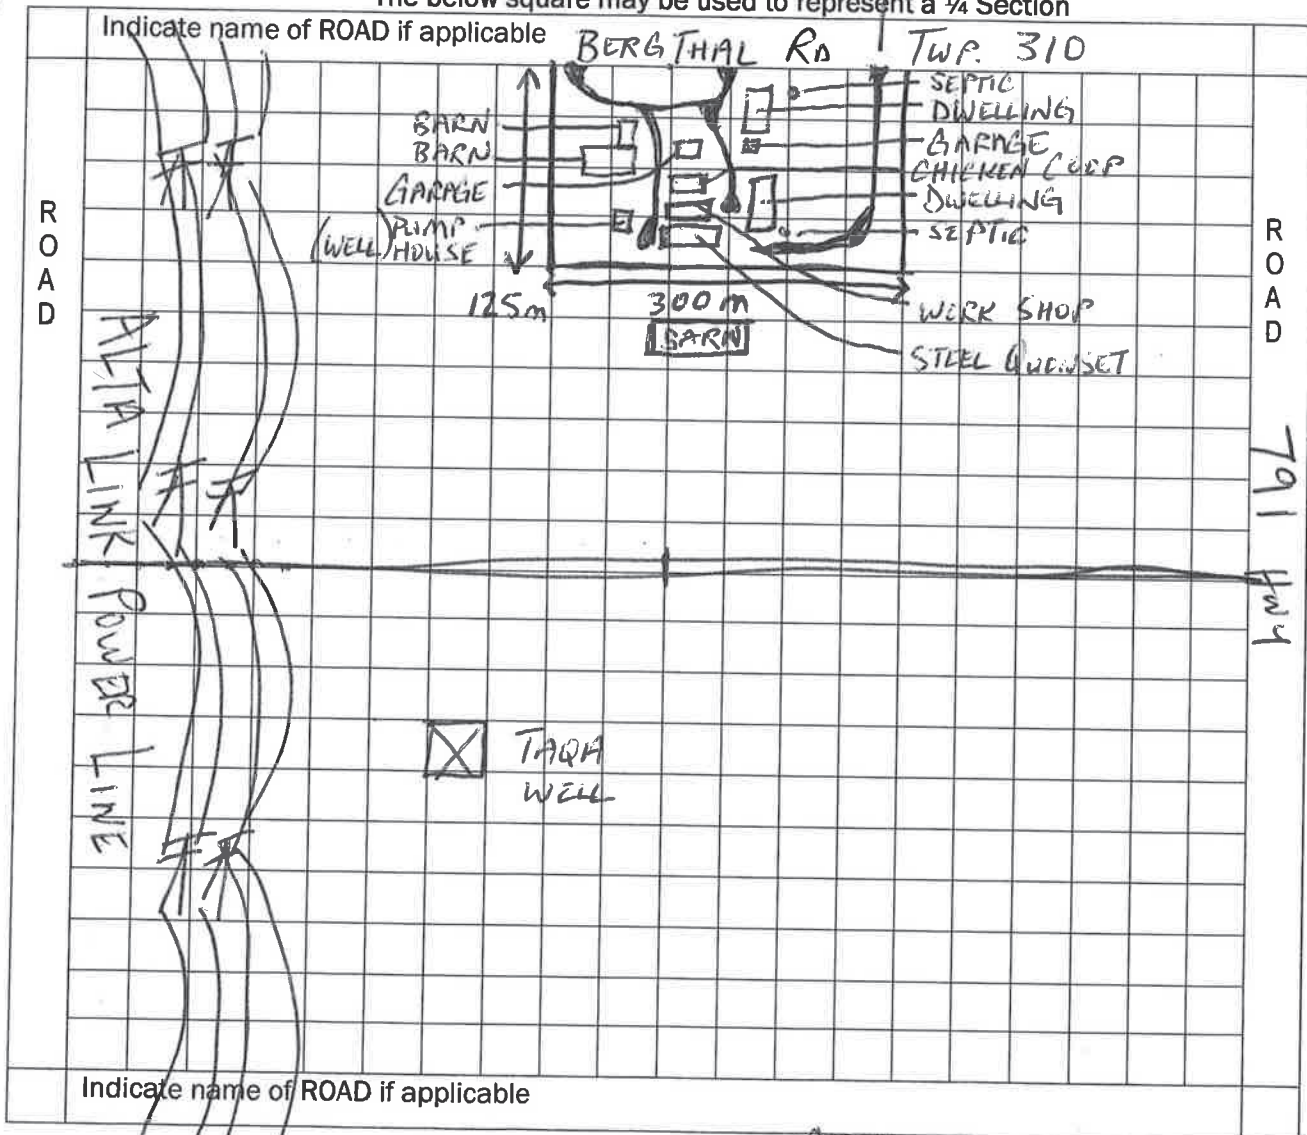 The below square may be used to represent a ¼ Section
Indicate name of ROAD if applicable
BERGTHAL RD TWP. 310
ROAD
BARN
BARN
GARAGE
(WELL) PUMP HOUSE
SEPTIC
DWELLING
GARAGE
CHICKEN COOP
DWELLING
SEPTIC
WORK SHOP
STEEL QUONSET
125m
300m
BARN
ROAD
791 HWY
ALTA LINK POWER LINE
TAQA
WELL
Indicate name of ROAD if applicable